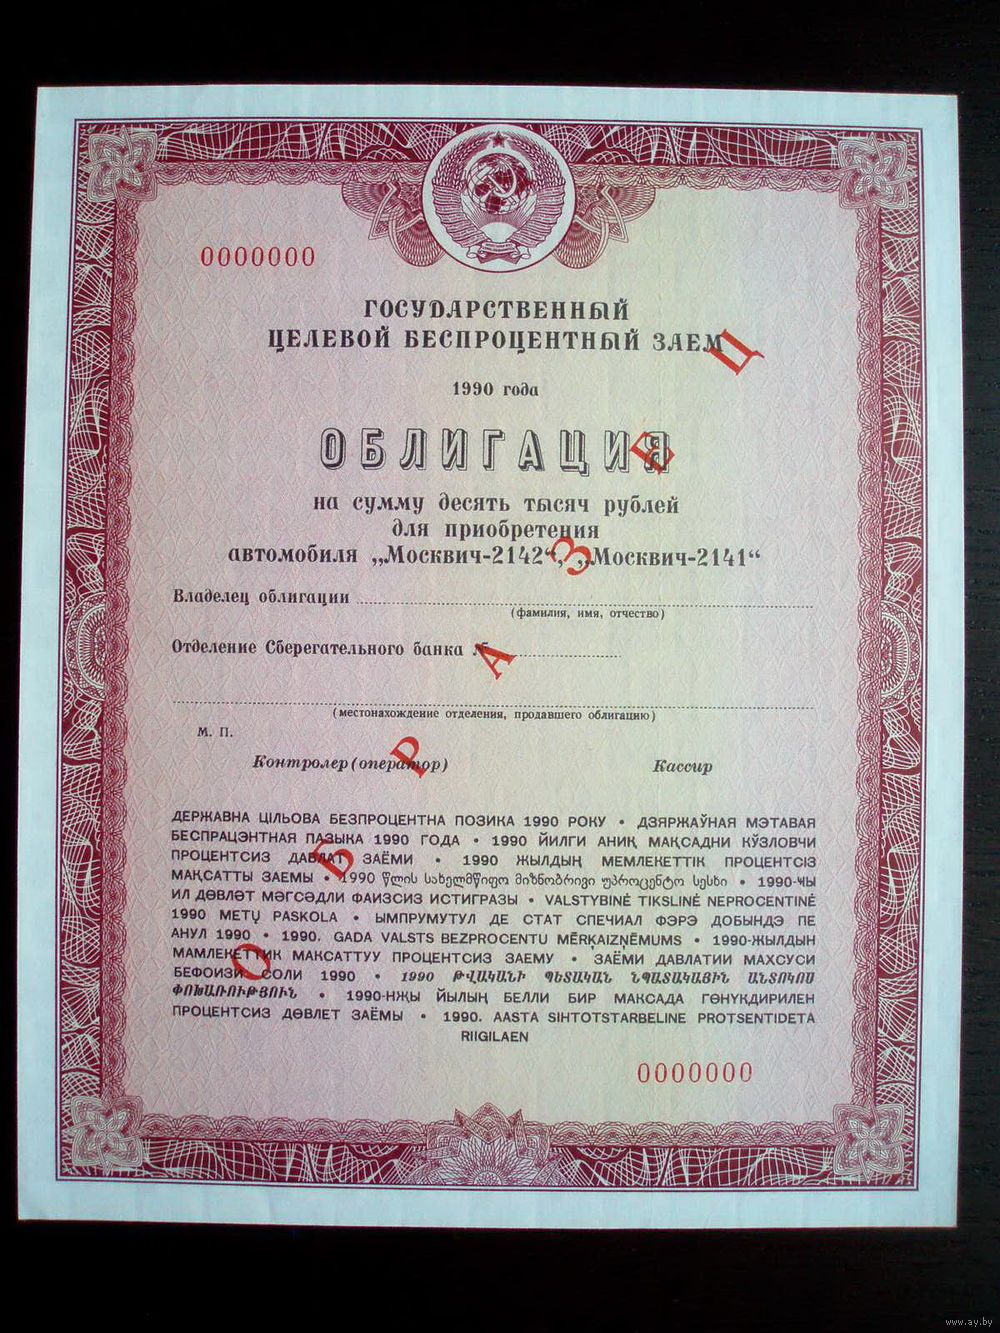 0000000
ГОСУДАРСТВЕННЫЙ
ЦЕЛЕВОЙ БЕСПРОЦЕНТНЫЙ ЗАЕМ
1990 года
ОБЛИГАЦИЯ
на сумму десять тысяч рублей
для приобретения
автомобиля „Москвич-2142“, „Москвич-2141“
Владелец облигации
(фамилия, имя, отчество)
Отделение Сберегательного банка №
(местонахождение отделения, продавшего облигацию)
М. П.
Контролер (оператор) Кассир
ДЕРЖАВНА ЦІЛЬОВА БЕЗПРОЦЕНТНА ПОЗИКА 1990 РОКУ • ДЗЯРЖАЎНАЯ МЭТАВАЯ
БЕСПРАЦЭНТНАЯ ПАЗЫКА 1990 ГОДА • 1990 ЙИЛГИ АНИҚ МАҚСАДНИ КЎЗЛОВЧИ
ПРОЦЕНТСИЗ ДАВЛАТ ЗАЁМИ • 1990 ЖЫЛДЫҢ МЕМЛЕКЕТТІК ПРОЦЕНТСІЗ
МАҚСАТТЫ ЗАЕМЫ • 1990 წლის სახელმწიფო მიზნობრივი უპროცენტო სესხი • 1990-ҸЫ
ИЛ ДӨВЛӘТ МӘГСӘДЛИ ФАИЗСИЗ ИСТИГРАЗЫ • VALSTYBINĖ TIKSLINĖ NEPROCENTINĖ
1990 METŲ PASKOLA • ЫМПРУМУТУЛ ДЕ СТАТ СПЕЧИАЛ ФЭРЭ ДОБЫНДЭ ПЕ
АНУЛ 1990 • 1990. GADA VALSTS BEZPROCENTU MĒRĶAIZŅĒMUMS • 1990-ЖЫЛДЫН
МАМЛЕКЕТТИК МАКСАТТУУ ПРОЦЕНТСИЗ ЗАЕМУ • ЗАЁМИ ДАВЛАТИИ МАХСУСИ
БЕФОИЗИ СОЛИ 1990 • 1990 ԹՎԱԿԱՆԻ ՊԵՏԱԿԱՆ ՆՊԱՏԱԿԱՅԻՆ ԱՆՏՈԿՈՍ
ՓՈԽԱՌՈՒԹՅՈՒՆ • 1990-НҖЫ ЙЫЛЫҢ БЕЛЛИ БИР МАКСАДА ГӨНҮКДИРИЛЕН
ПРОЦЕНТСИЗ ДӨВЛЕТ ЗАЁМЫ • 1990. AASTA SIHTOTSTARBELINE PROTSENTIDETA
RIIGILAEN
0000000
ОБРАЗЕЦ
www.ay.by